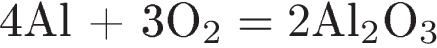 4Al + 3O₂ = 2Al₂O₃